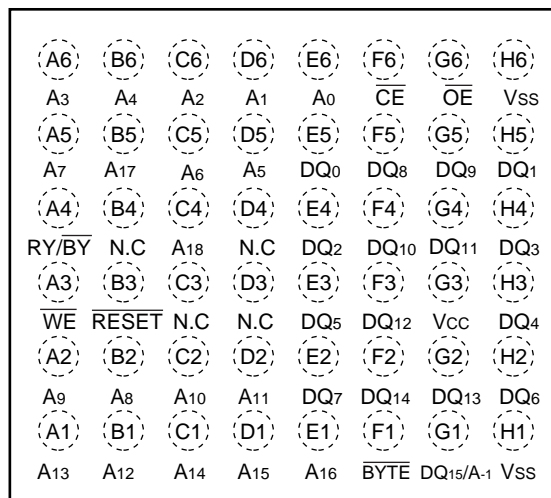 A6 B6 C6 D6 E6 F6 G6 H6
A3 A4 A2 A1 A0 CE OE VSS
A5 B5 C5 D5 E5 F5 G5 H5
A7 A17 A6 A5 DQ0 DQ8 DQ9 DQ1
A4 B4 C4 D4 E4 F4 G4 H4
RY/BY N.C A18 N.C DQ2 DQ10 DQ11 DQ3
A3 B3 C3 D3 E3 F3 G3 H3
WE RESET N.C N.C DQ5 DQ12 VCC DQ4
A2 B2 C2 D2 E2 F2 G2 H2
A9 A8 A10 A11 DQ7 DQ14 DQ13 DQ6
A1 B1 C1 D1 E1 F1 G1 H1
A13 A12 A14 A15 A16 BYTE DQ15/A-1 VSS